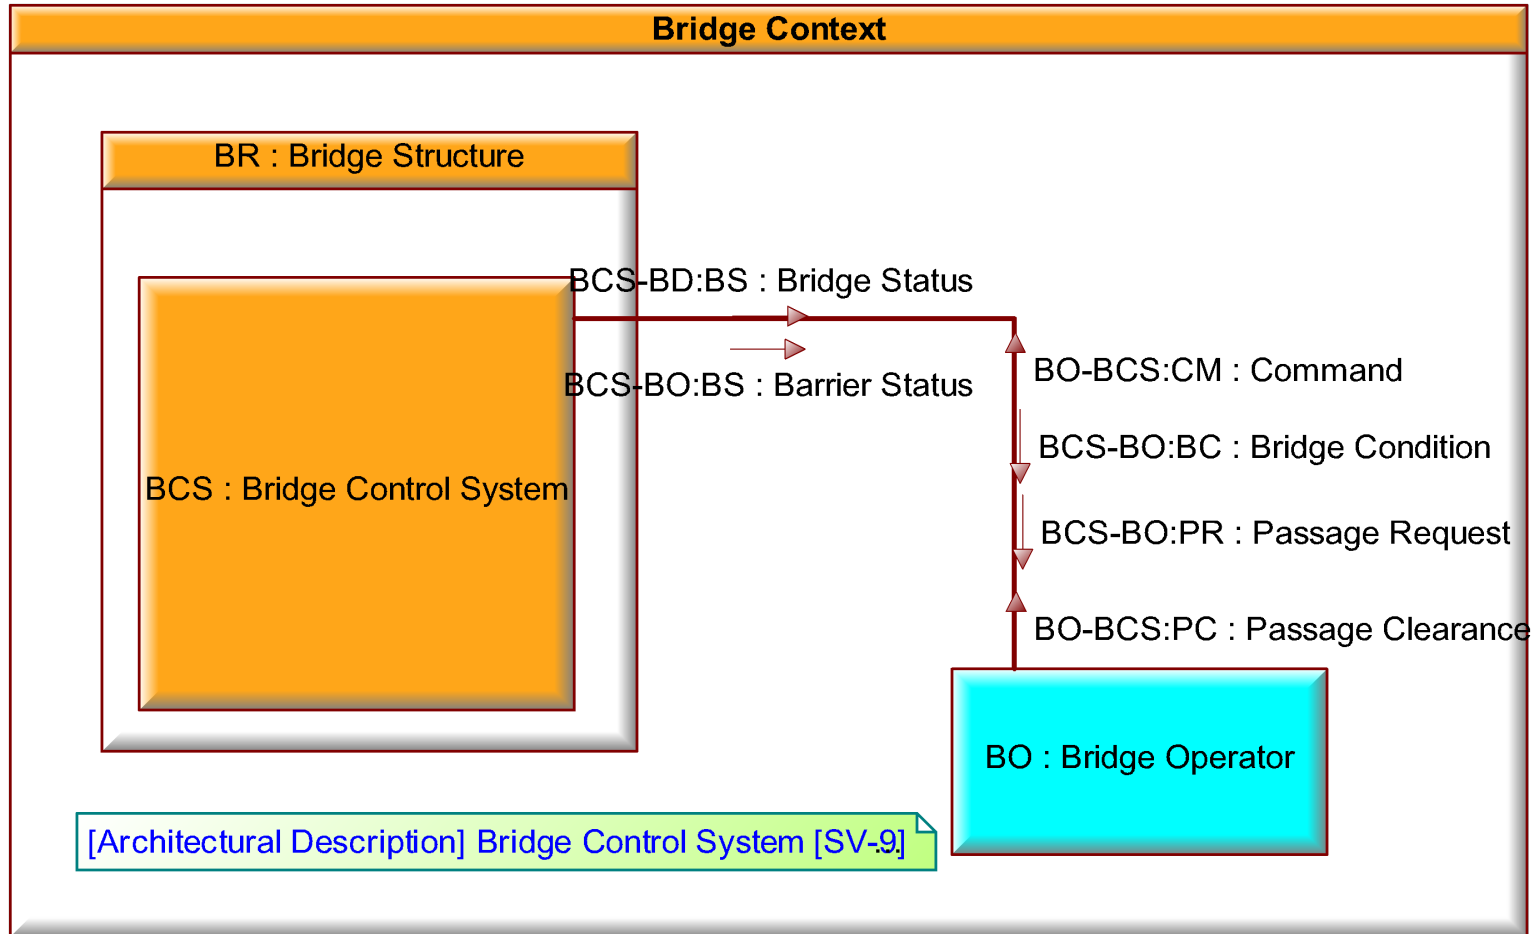 Bridge Context
BR : Bridge Structure
BCS-BD:BS : Bridge Status
BCS-BO:BS : Barrier Status
BO-BCS:CM : Command
BCS-BO:BC : Bridge Condition
BCS : Bridge Control System
BCS-BO:PR : Passage Request
BO-BCS:PC : Passage Clearance
BO : Bridge Operator
[Architectural Description] Bridge Control System [SV-9]